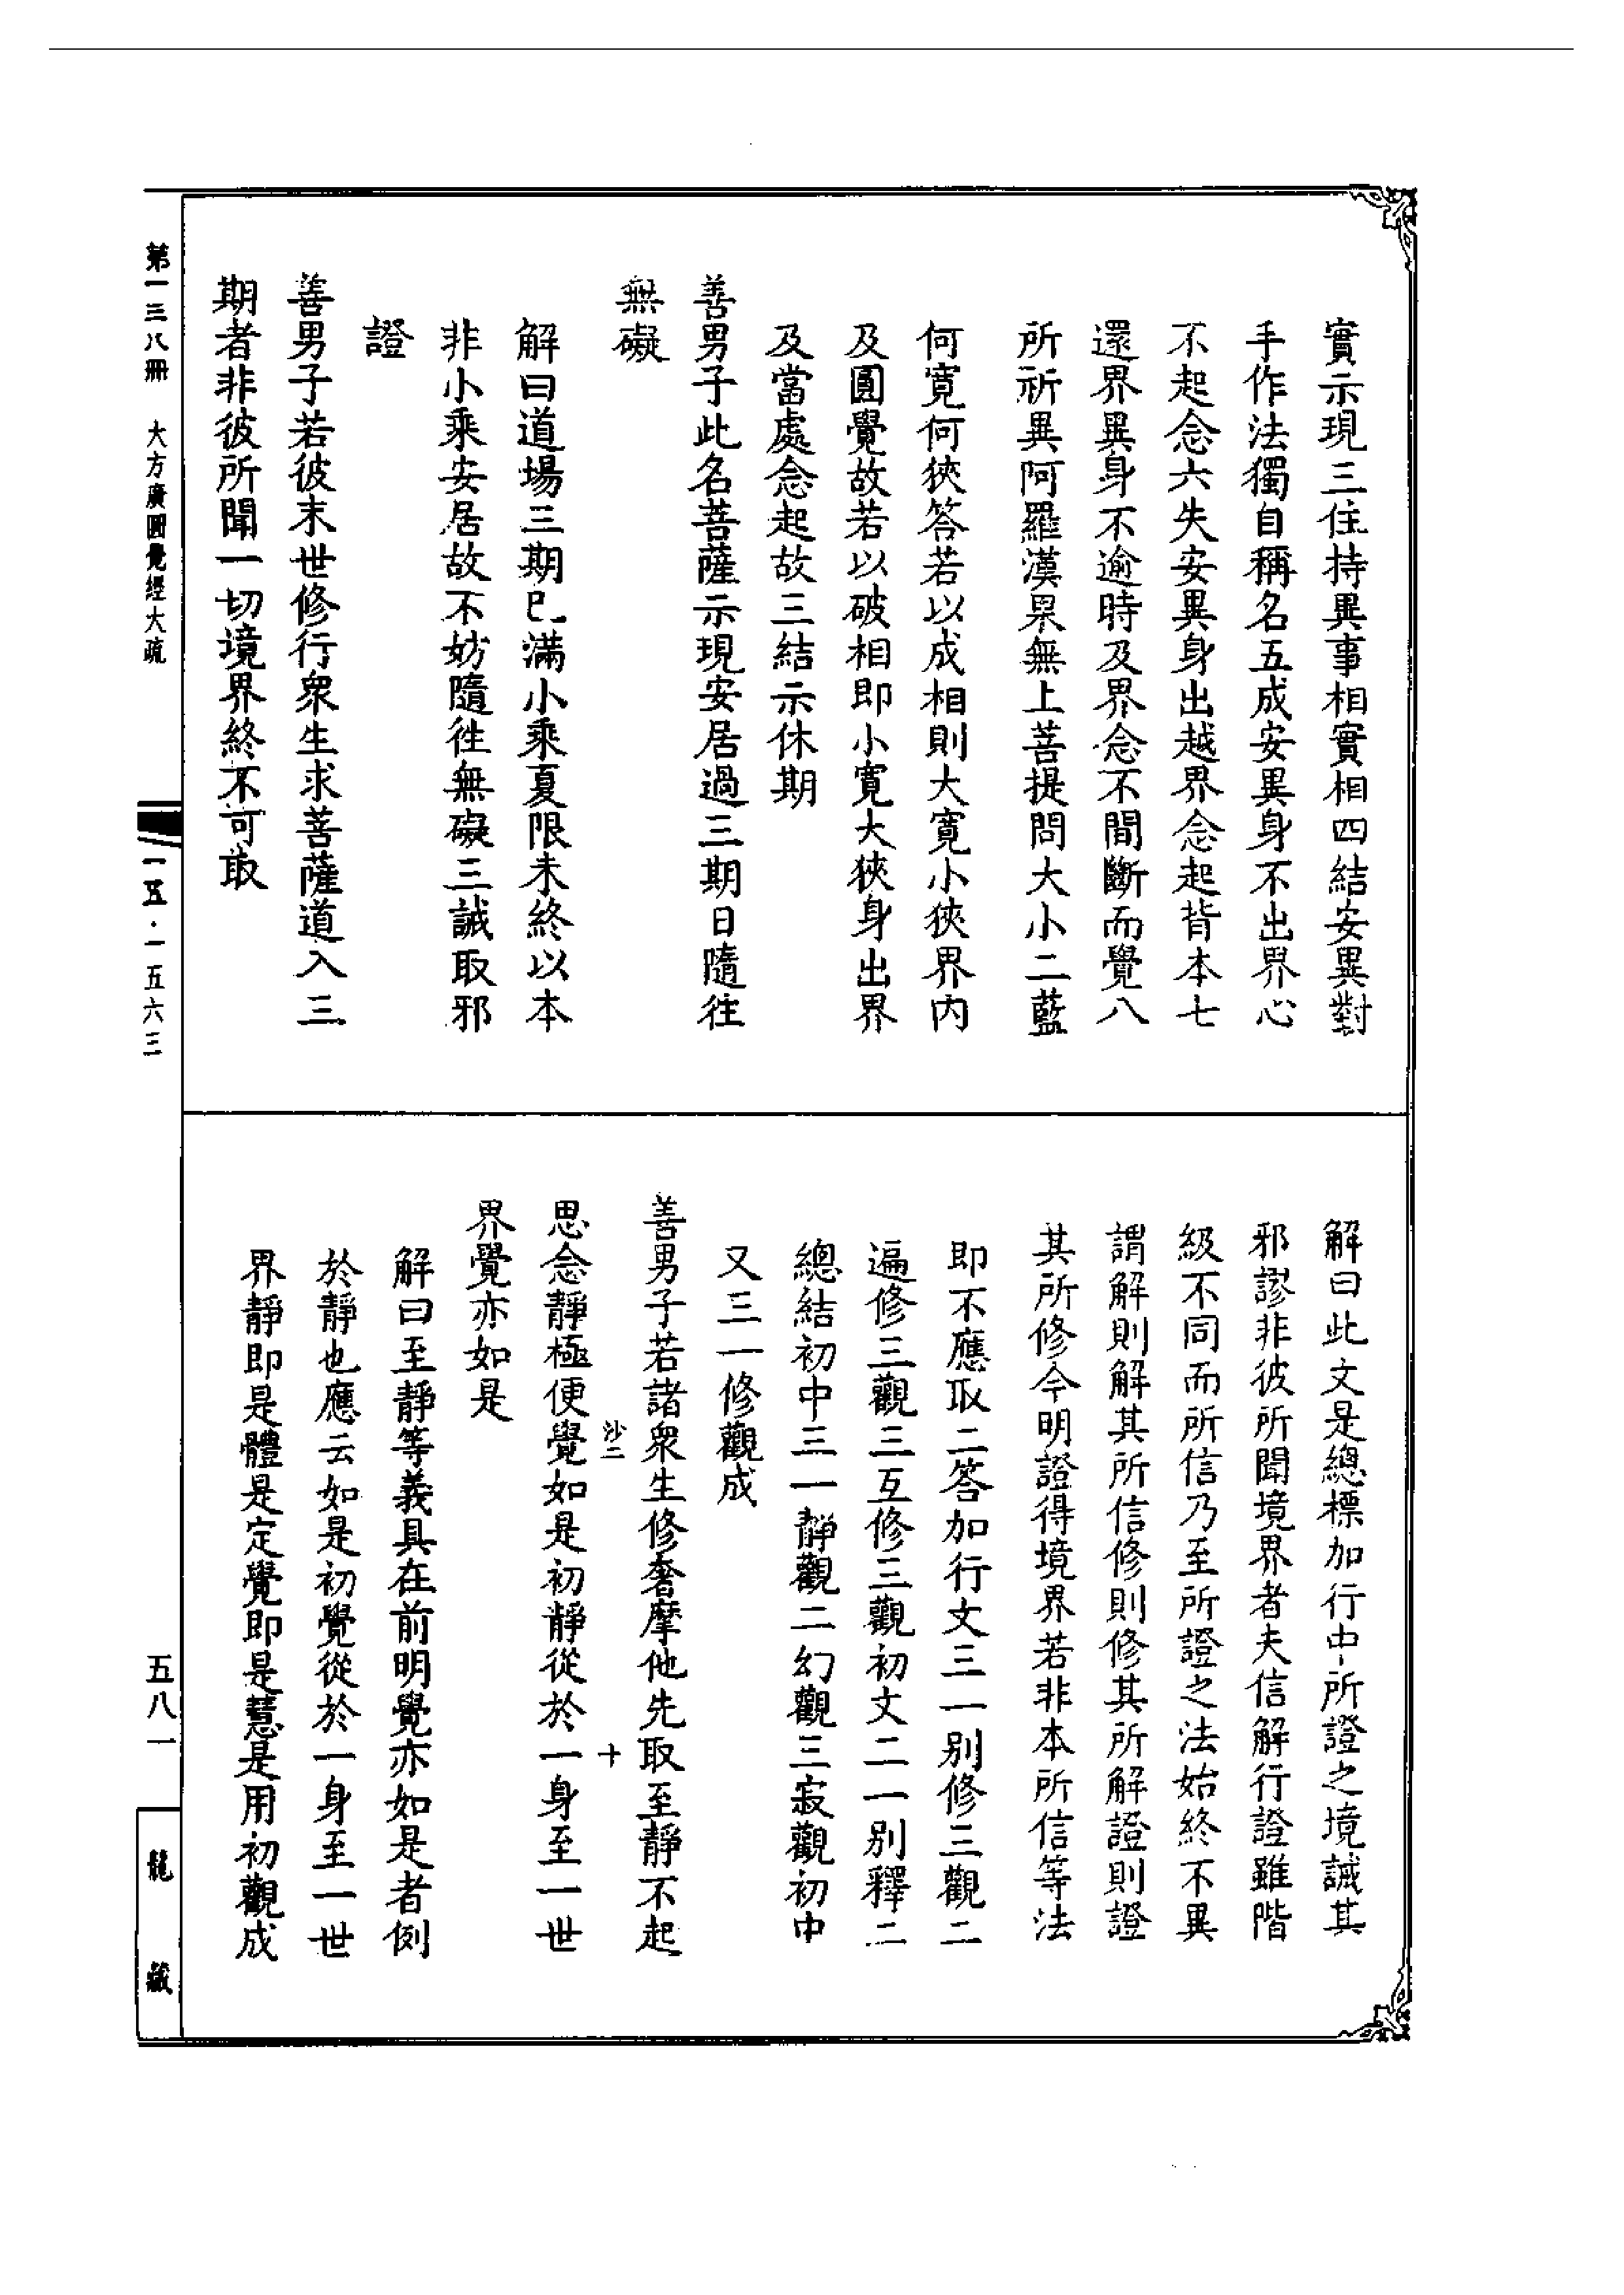 實示現三住持異事相實相四結安異對
手作法獨自稱名五成安異身不出界心
不起念六失安異身出越界念起背本七
還界異身不逾時及界念不間斷而覺八
所祈異阿羅漢果無上菩提問大小二藍
何寬何狹答若以成相則大寬小狹界內
及圓覺故若以破相即小寬大狹身出界
及當處念起故三結示休期
善男子此名菩薩示現安居過三期日隨往
無礙
解曰道場三期已滿小乘夏限未終以本
非小乘安居故不妨隨往無礙三誡取邪
證
善男子若彼末世修行眾生求菩薩道入三
期者非彼所聞一切境界終不可取
解曰此文是總標加行中所證之境誡其
邪謬非彼所聞境界者夫信解行證雖階
級不同而所信乃至所證之法始終不異
謂解則解其所信修則修其所解證則證
其所修今明證得境界若非本所信等法
即不應取二答加行文三一別修三觀二
遍修三觀三互修三觀初文二一別釋二
總結初中三一靜觀二幻觀三寂觀初中
又三一修觀成
善男子若諸眾生修奢摩他先取至靜不起
沙二 十
思念靜極便覺如是初靜從於一身至一世
界覺亦如是
解曰至靜等義具在前明覺亦如是者例
於靜也應云如是初覺從於一身至一世
界靜即是體是定覺即是慧是用初觀成
第一三八冊 大方廣圓覺經大疏
一五·一五六三
五八一
龍藏